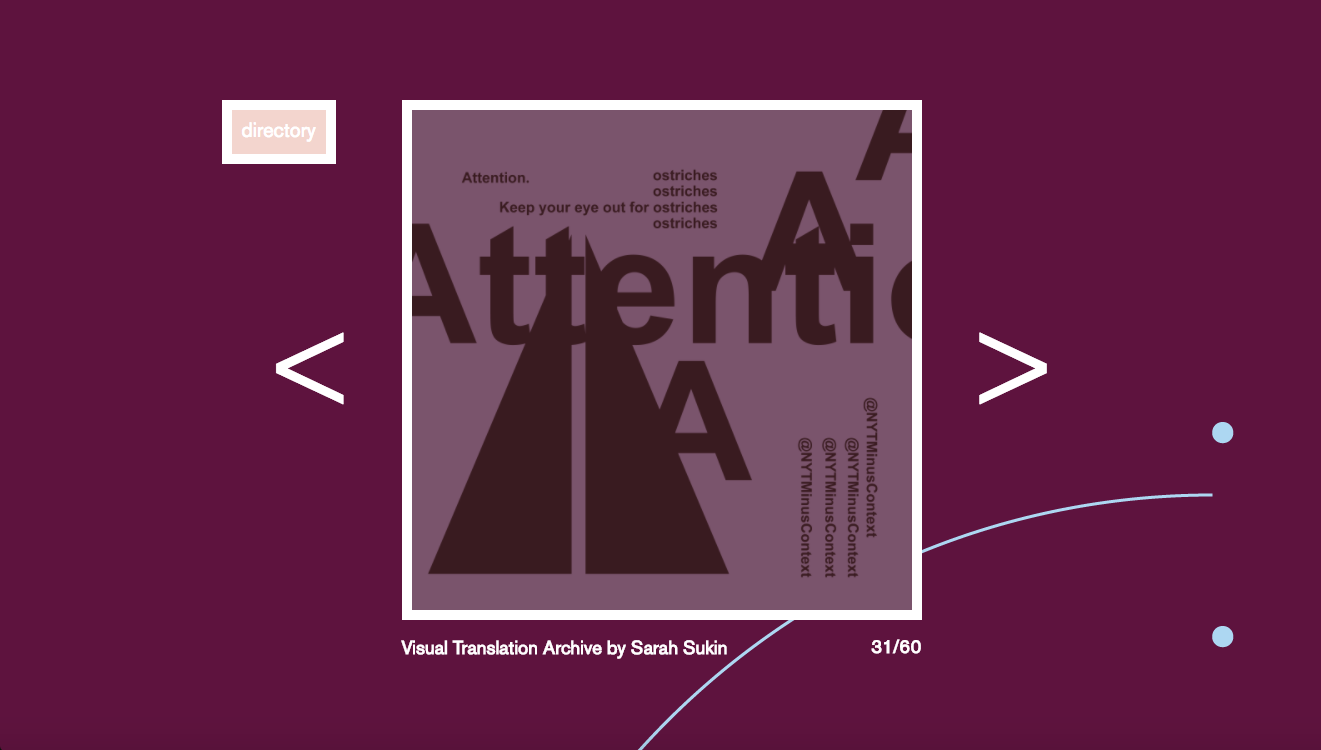 directory
A
A
Attention.
ostriches
ostriches
Keep your eye out for ostriches
ostriches
Attentio
A
@NYTMinusContext
@NYTMinusContext
@NYTMinusContext
@NYTMinusContext
<
>
Visual Translation Archive by Sarah Sukin
31/60